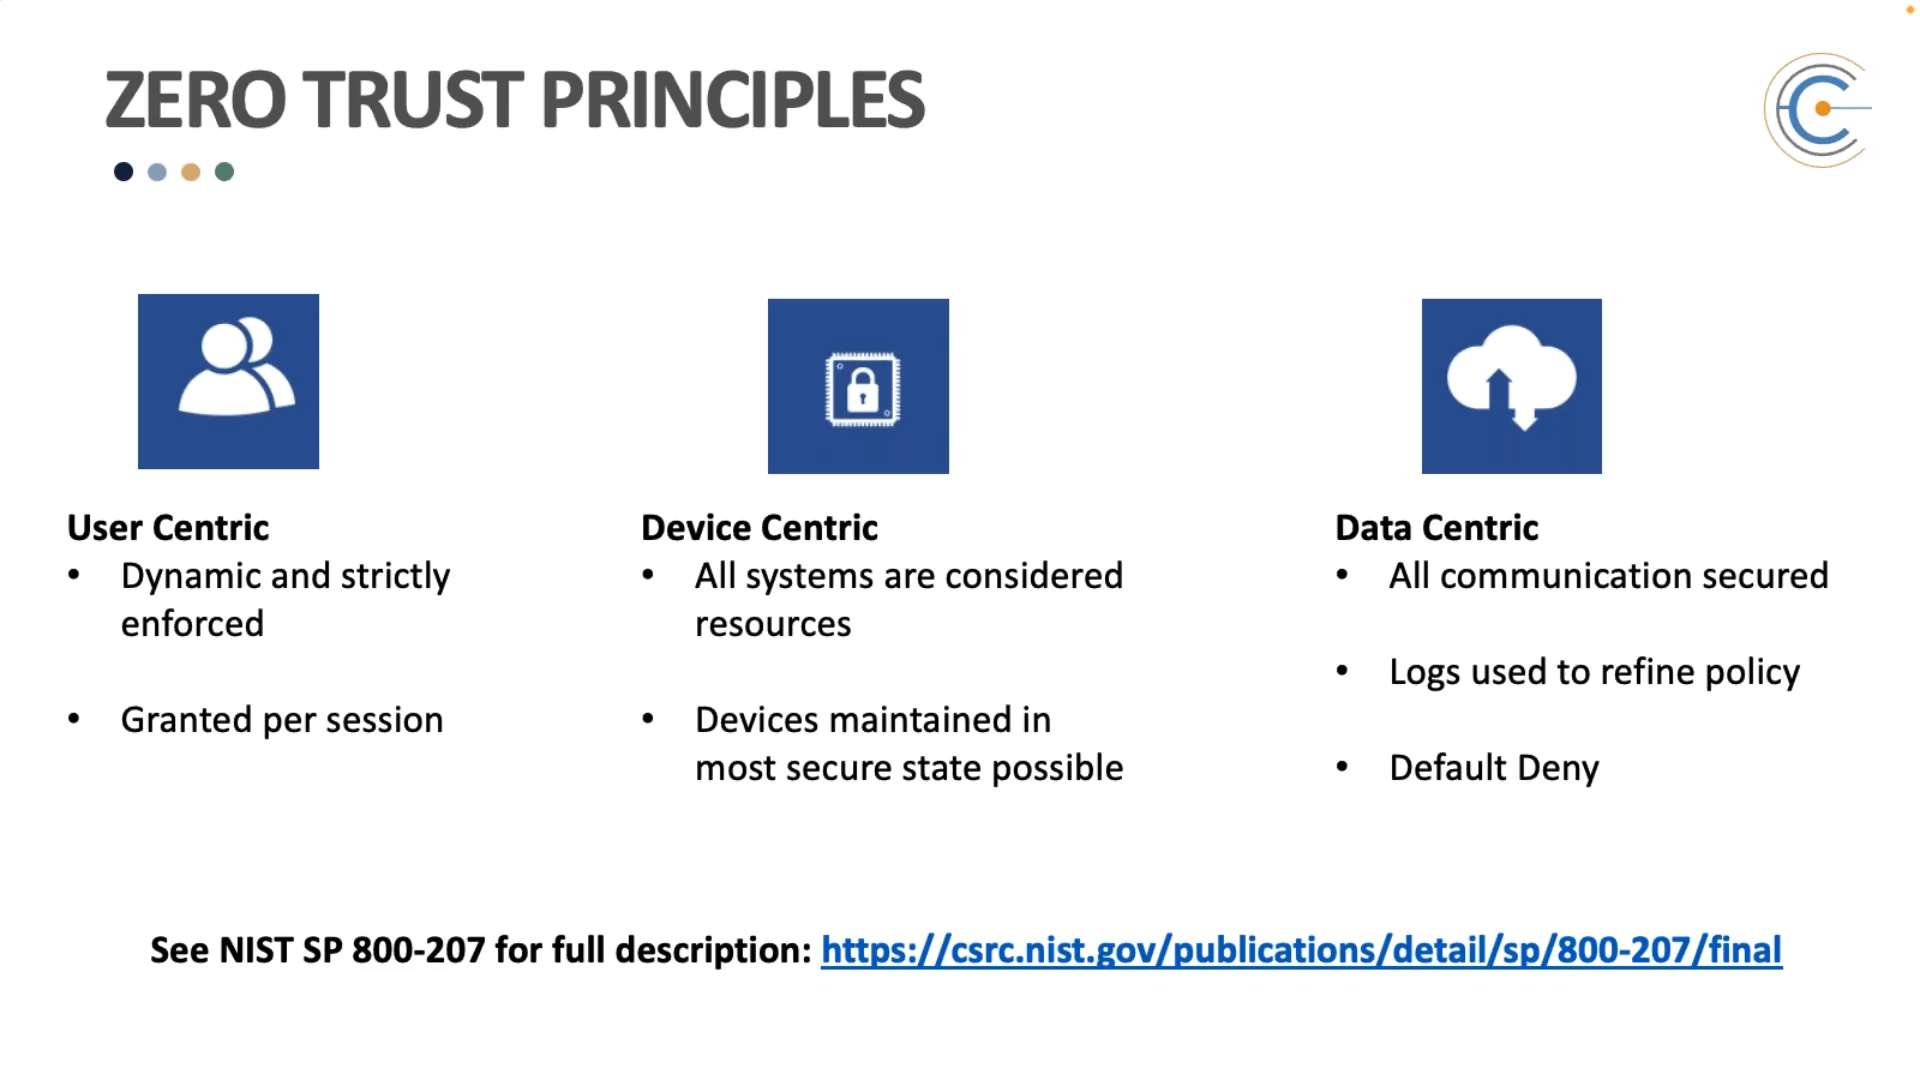 ZERO TRUST PRINCIPLES
User Centric
• Dynamic and strictly
enforced
• Granted per session
Device Centric
• All systems are considered
resources
• Devices maintained in
most secure state possible
Data Centric
• All communication secured
• Logs used to refine policy
• Default Deny
See NIST SP 800-207 for full description: https://csrc.nist.gov/publications/detail/sp/800-207/final